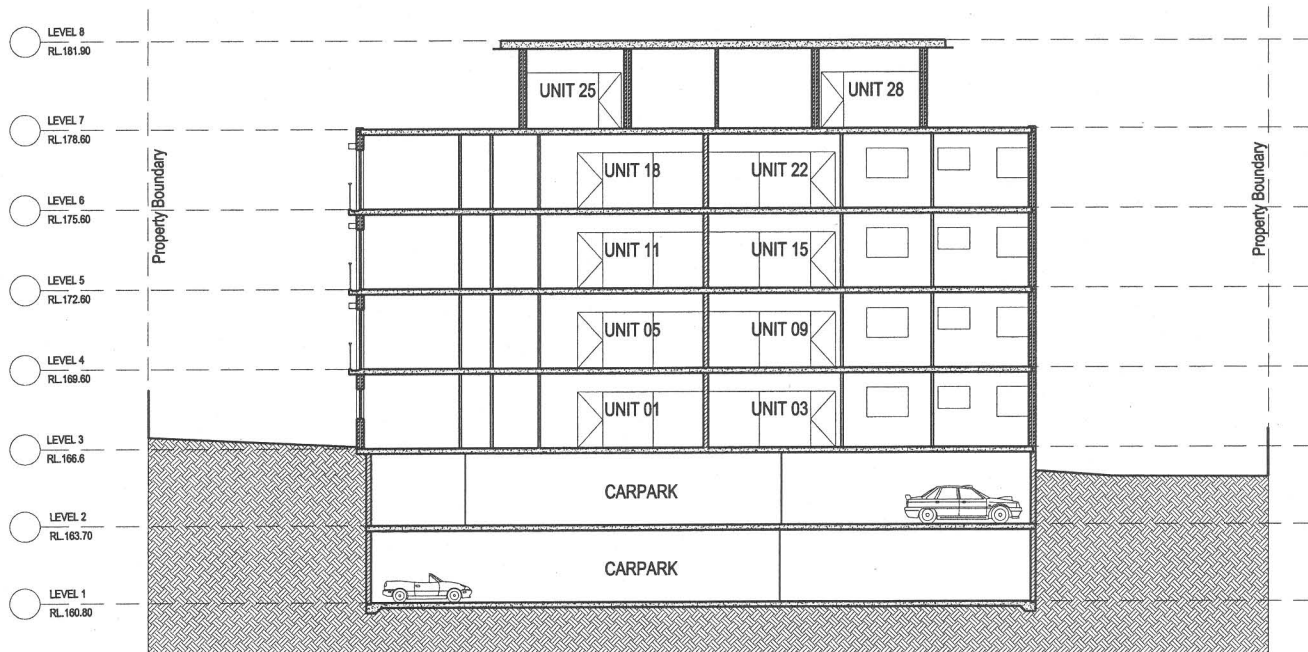 LEVEL 8
RL.181.90
UNIT 25
UNIT 28
LEVEL 7
RL.178.60
Property Boundary
Property Boundary
UNIT 18
UNIT 22
LEVEL 6
RL.175.60
UNIT 11
UNIT 15
LEVEL 5
RL.172.60
UNIT 05
UNIT 09
LEVEL 4
RL.169.60
UNIT 01
UNIT 03
LEVEL 3
RL.166.6
CARPARK
LEVEL 2
RL.163.70
CARPARK
LEVEL 1
RL.160.80